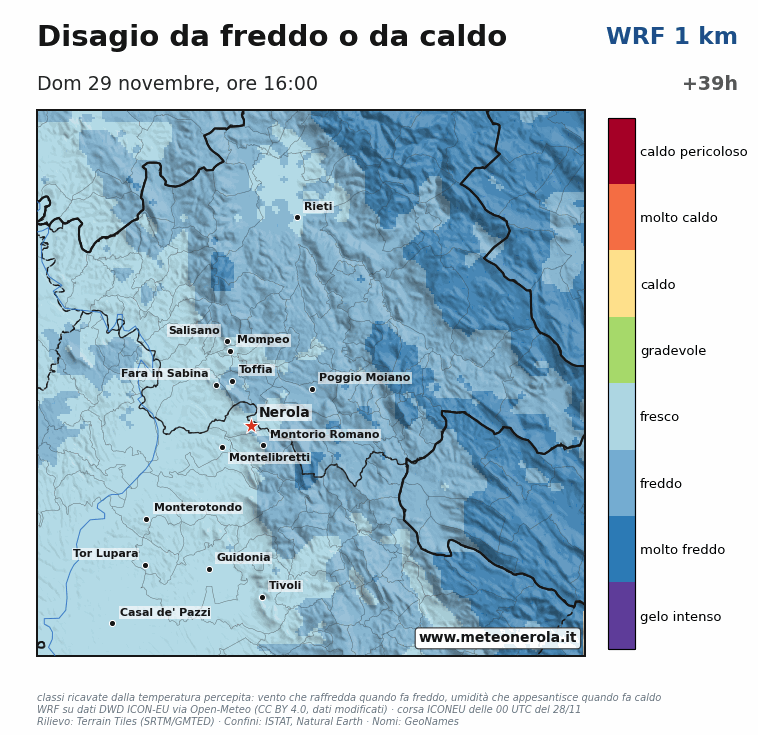 Disagio da freddo o da caldo
WRF 1 km
Dom 29 novembre, ore 16:00
+39h
caldo pericoloso
molto caldo
caldo
gradevole
fresco
freddo
molto freddo
gelo intenso
Rieti
Salisano
Mompeo
Fara in Sabina
Toffia
Poggio Moiano
Nerola
Montorio Romano
Montelibretti
Monterotondo
Tor Lupara
Guidonia
Tivoli
Casal de' Pazzi
www.meteonerola.it
classi ricavate dalla temperatura percepita: vento che raffredda quando fa freddo, umidità che appesantisce quando fa caldo
WRF su dati DWD ICON-EU via Open-Meteo (CC BY 4.0, dati modificati) · corsa ICONEU delle 00 UTC del 28/11
Rilievo: Terrain Tiles (SRTM/GMTED) · Confini: ISTAT, Natural Earth · Nomi: GeoNames